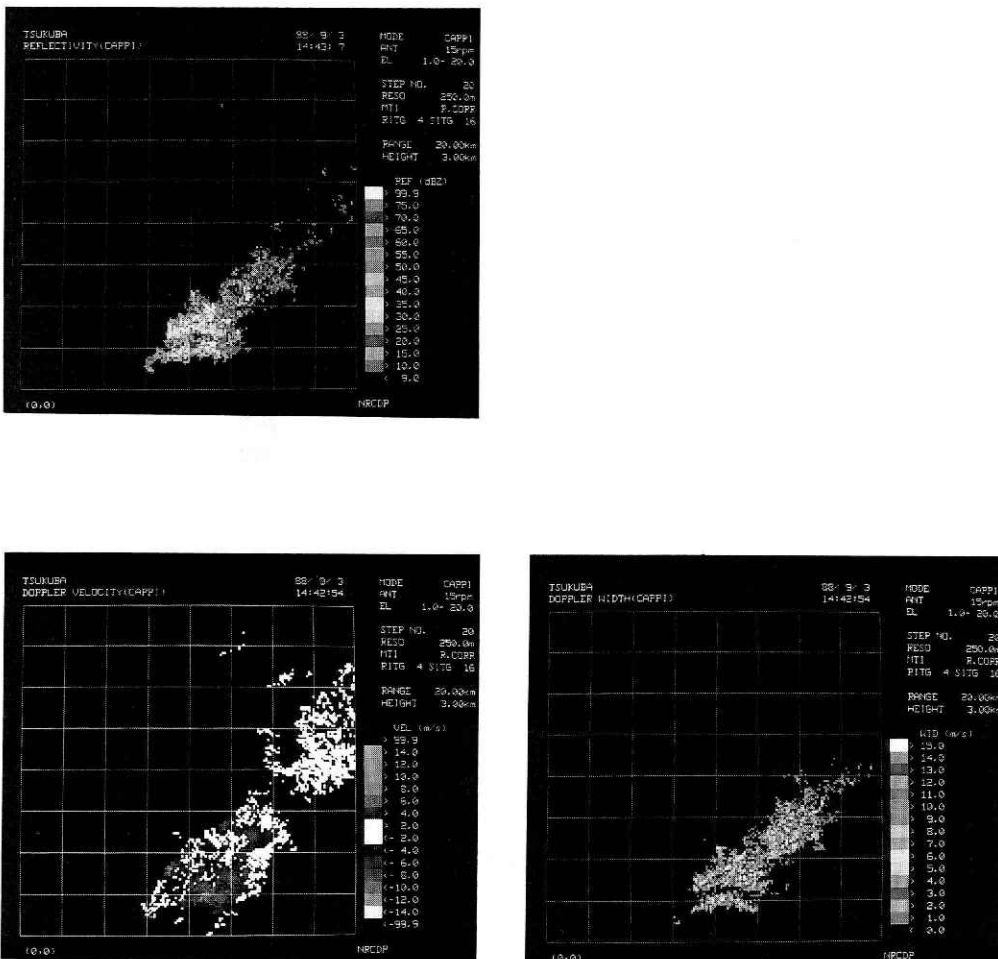 TSUKUBA 88/ 9/ 3
REFLECTIVITY(CAPPI) 14:43: 7
MODE CAPPI
ANT 15rpm
EL 1.0- 20.0
STEP NO. 20
RESO 250.0m
MTI R.CORR
RITG 4 SITG 16
RANGE 20.00km
HEIGHT 3.00km
REF (dBZ)
> 99.9
> 75.0
> 70.0
> 65.0
> 60.0
> 55.0
> 50.0
> 45.0
> 40.0
> 35.0
> 30.0
> 25.0
> 20.0
> 15.0
> 10.0
< 9.0
(0,0) NRCDP
TSUKUBA 88/ 9/ 3
DOPPLER VELOCITY(CAPPI) 14:42:54
MODE CAPPI
ANT 15rpm
EL 1.0- 20.0
STEP NO. 20
RESO 250.0m
MTI R.CORR
RITG 4 SITG 16
RANGE 20.00km
HEIGHT 3.00km
VEL (m/s)
> 99.9
> 14.0
> 12.0
> 10.0
> 8.0
> 6.0
> 4.0
> 2.0
<- 2.0
<- 4.0
<- 6.0
<- 8.0
<-10.0
<-12.0
<-14.0
<-99.9
(0,0) NRCDP
TSUKUBA 88/ 9/ 3
DOPPLER WIDTH(CAPPI) 14:42:54
MODE CAPPI
ANT 15rpm
EL 1.0- 20.0
STEP NO. 20
RESO 250.0m
MTI R.CORR
RITG 4 SITG 16
RANGE 20.00km
HEIGHT 3.00km
WID (m/s)
> 15.0
> 14.0
> 13.0
> 12.0
> 11.0
> 10.0
> 9.0
> 8.0
> 7.0
> 6.0
> 5.0
> 4.0
> 3.0
> 2.0
> 1.0
< 0.0
(0,0) NRCDP